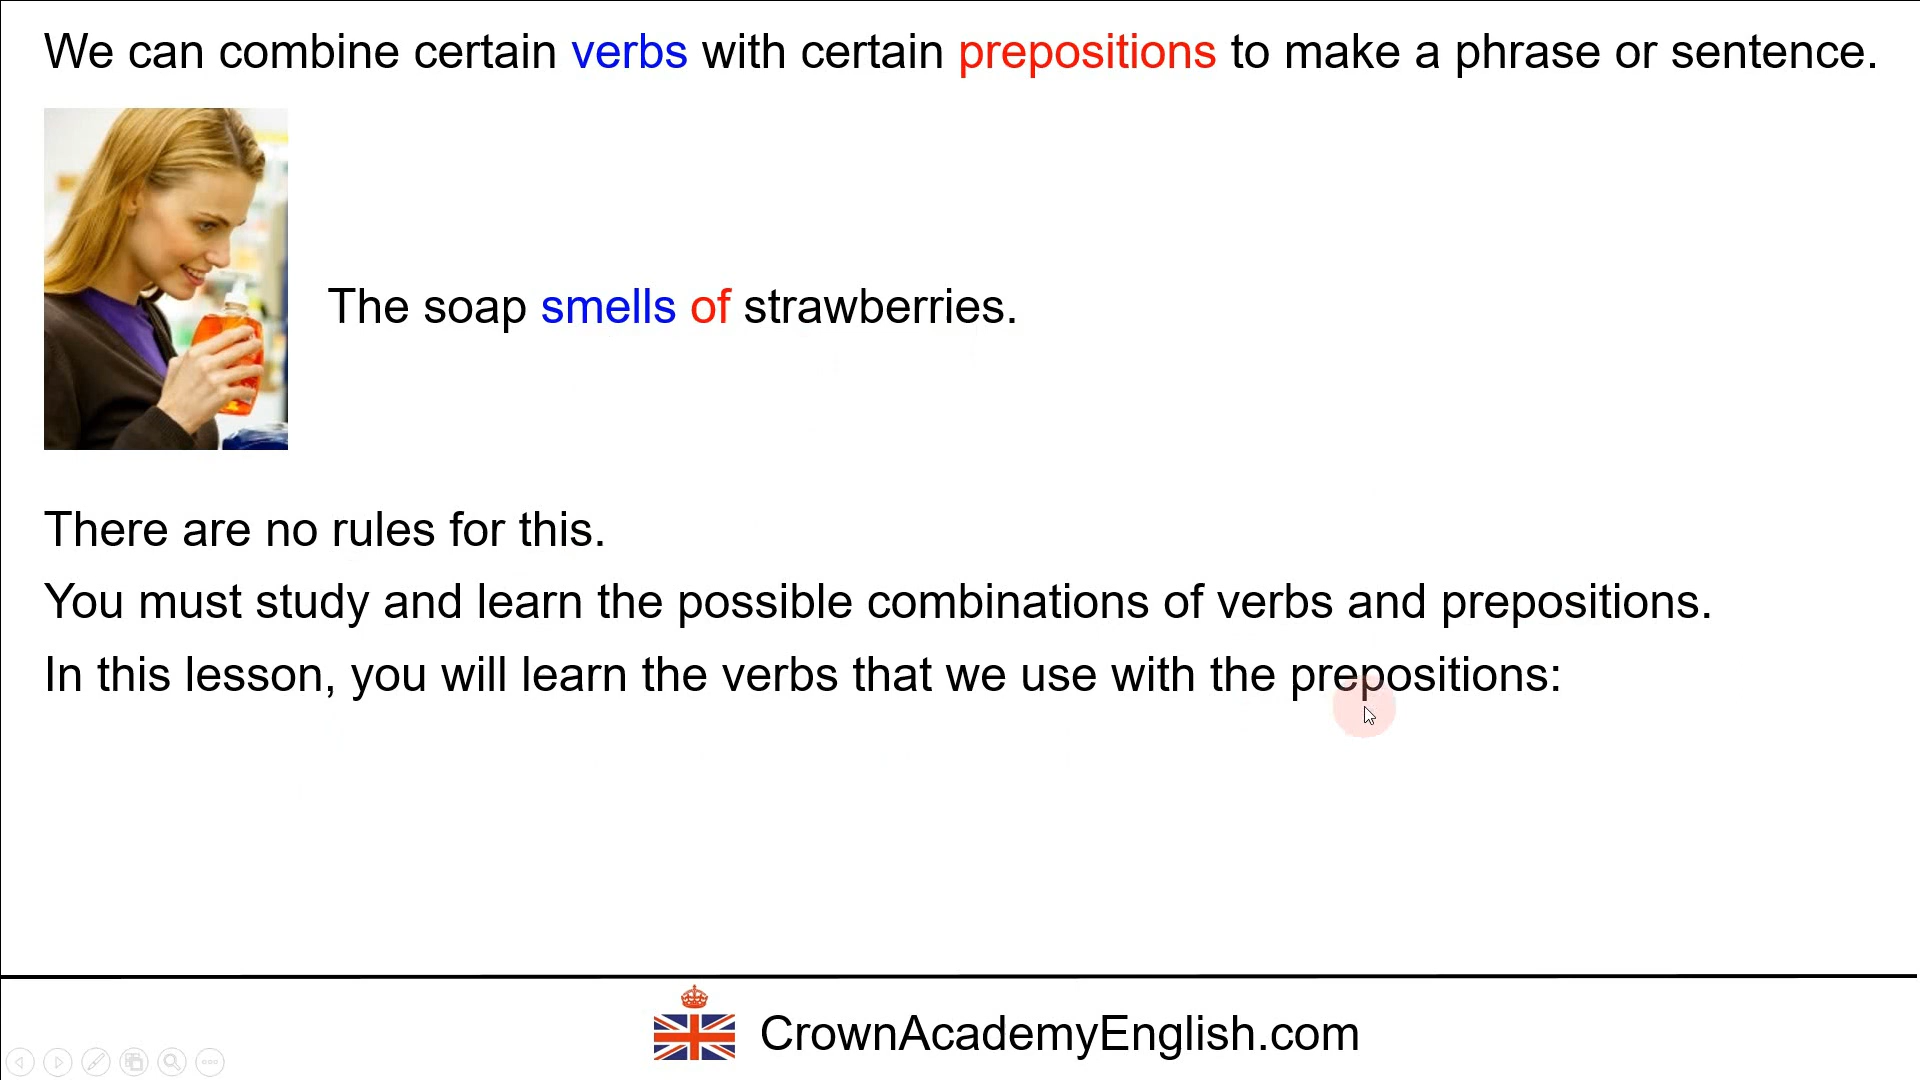 We can combine certain verbs with certain prepositions to make a phrase or sentence.
The soap smells of strawberries.
There are no rules for this.
You must study and learn the possible combinations of verbs and prepositions.
In this lesson, you will learn the verbs that we use with the prepositions:
CrownAcademyEnglish.com